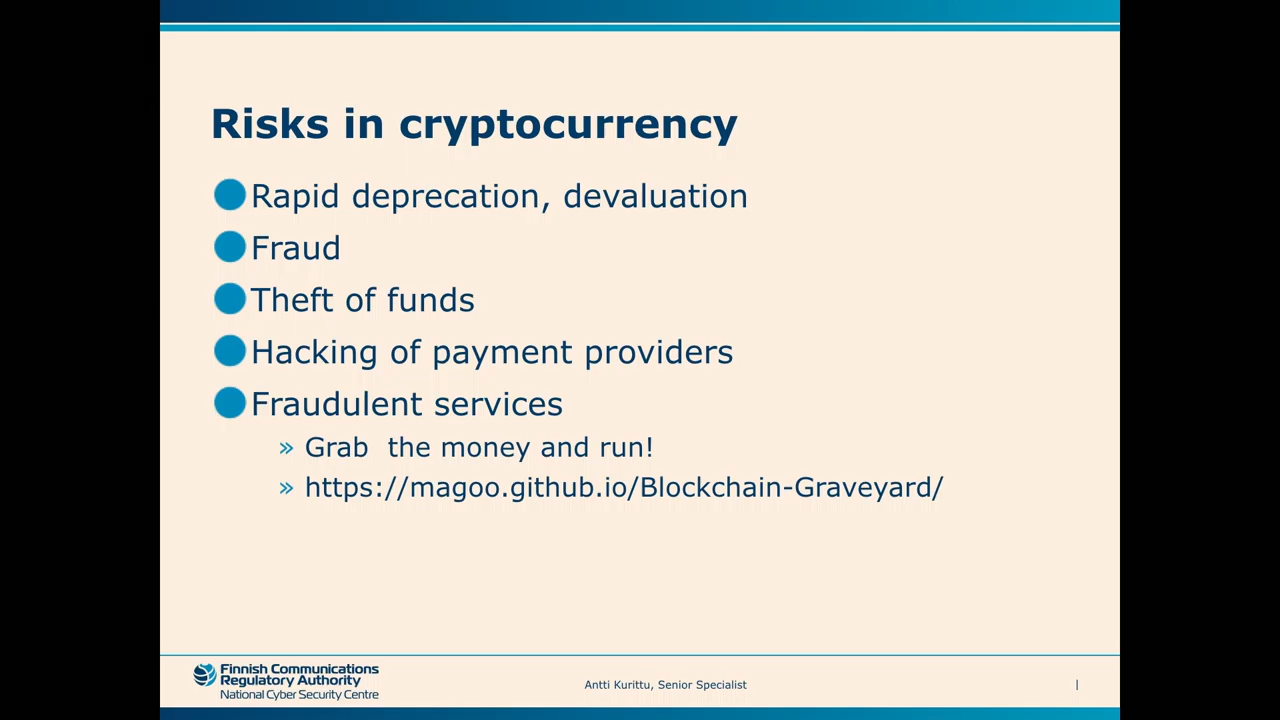 Risks in cryptocurrency
Rapid deprecation, devaluation
Fraud
Theft of funds
Hacking of payment providers
Fraudulent services
» Grab  the money and run!
» https://magoo.github.io/Blockchain-Graveyard/
Finnish Communications
Regulatory Authority
National Cyber Security Centre
Antti Kurittu, Senior Specialist
|